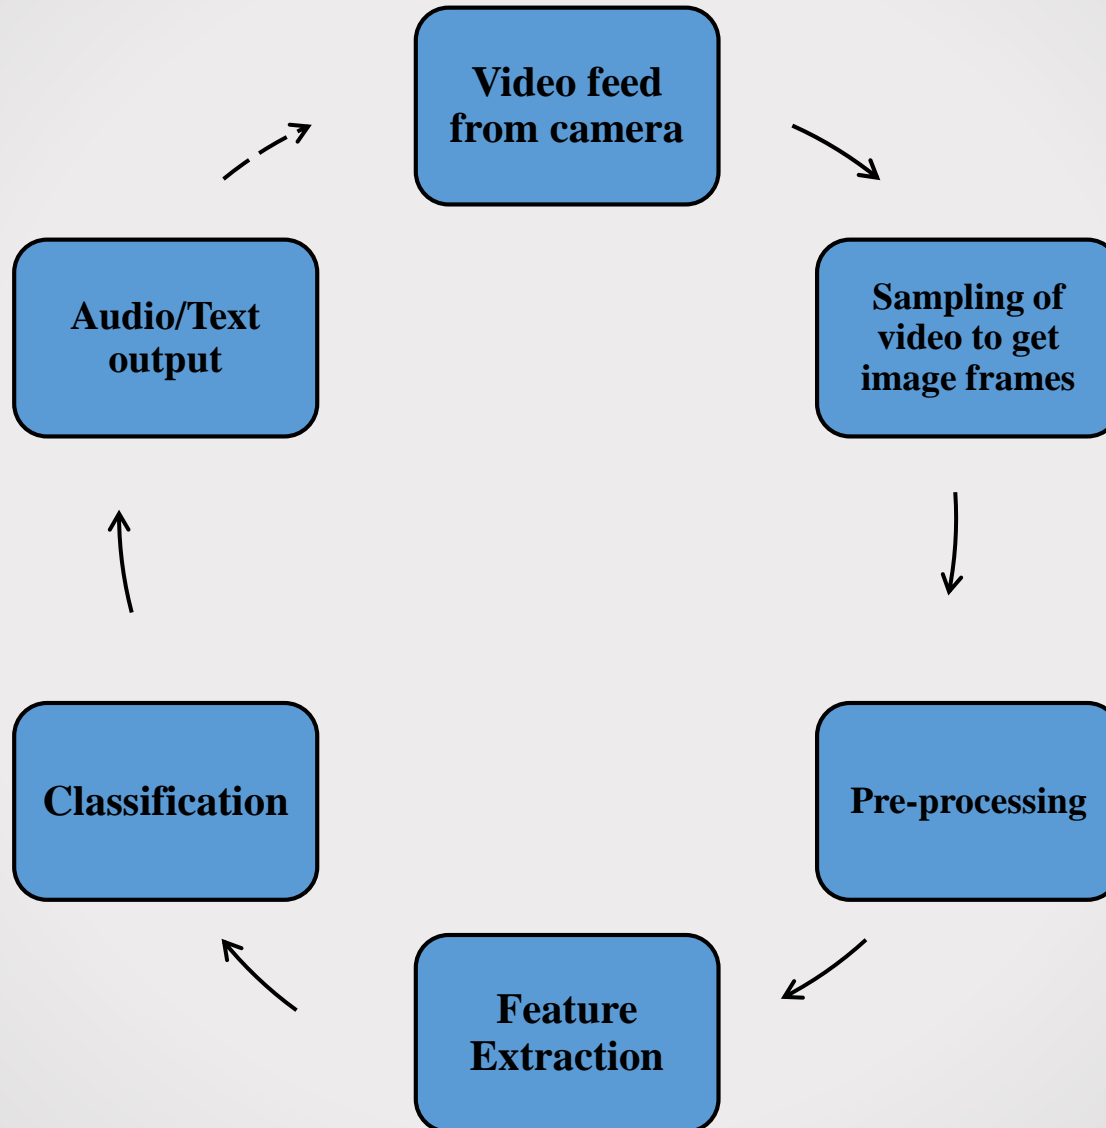 Video feed
from camera
Sampling of
video to get
image frames
Pre-processing
Feature
Extraction
Classification
Audio/Text
output